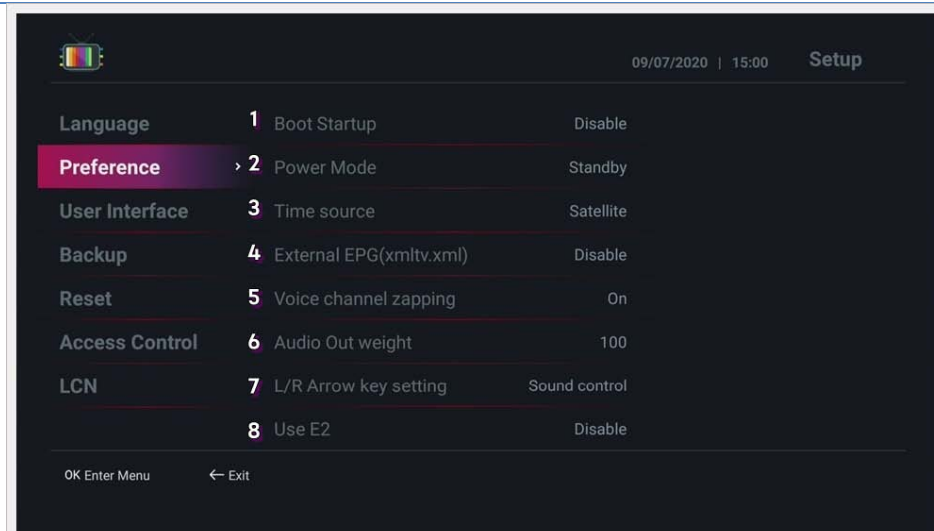 09/07/2020 | 15:00 Setup
Language 1 Boot Startup Disable
Preference › 2 Power Mode Standby
User Interface 3 Time source Satellite
Backup 4 External EPG(xmltv.xml) Disable
Reset 5 Voice channel zapping On
Access Control 6 Audio Out weight 100
LCN 7 L/R Arrow key setting Sound control
8 Use E2 Disable
OK Enter Menu ← Exit